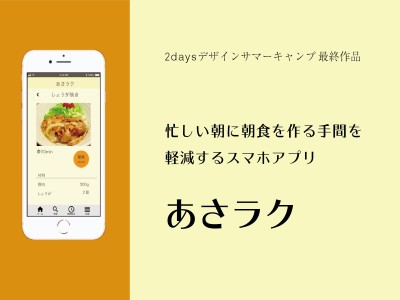 2daysデザインサマーキャンプ最終作品
忙しい朝に朝食を作る手間を
軽減するスマホアプリ
あさラク
あさラク
しょうが焼き
材料